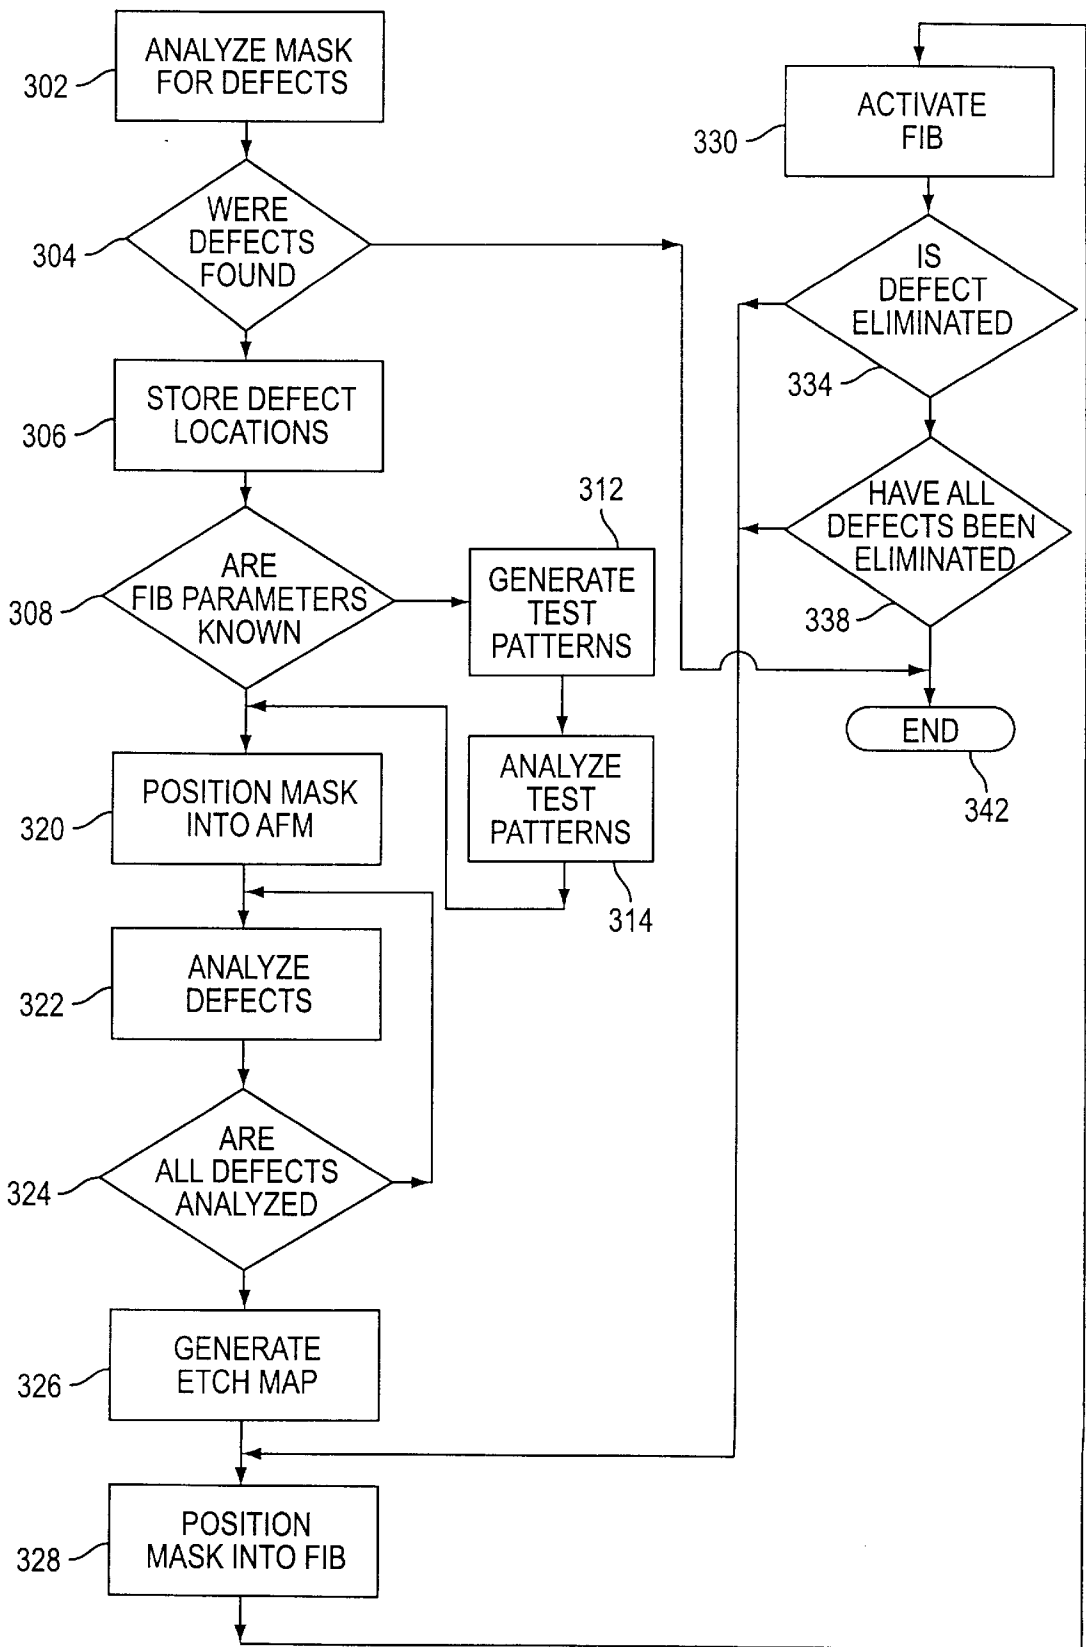 302
ANALYZE MASK
FOR DEFECTS
304
WERE
DEFECTS
FOUND
306
STORE DEFECT
LOCATIONS
308
ARE
FIB PARAMETERS
KNOWN
312
GENERATE
TEST
PATTERNS
ANALYZE
TEST
PATTERNS
314
320
POSITION MASK
INTO AFM
322
ANALYZE
DEFECTS
324
ARE
ALL DEFECTS
ANALYZED
326
GENERATE
ETCH MAP
328
POSITION
MASK INTO FIB
330
ACTIVATE
FIB
IS
DEFECT
ELIMINATED
334
HAVE ALL
DEFECTS BEEN
ELIMINATED
338
END
342